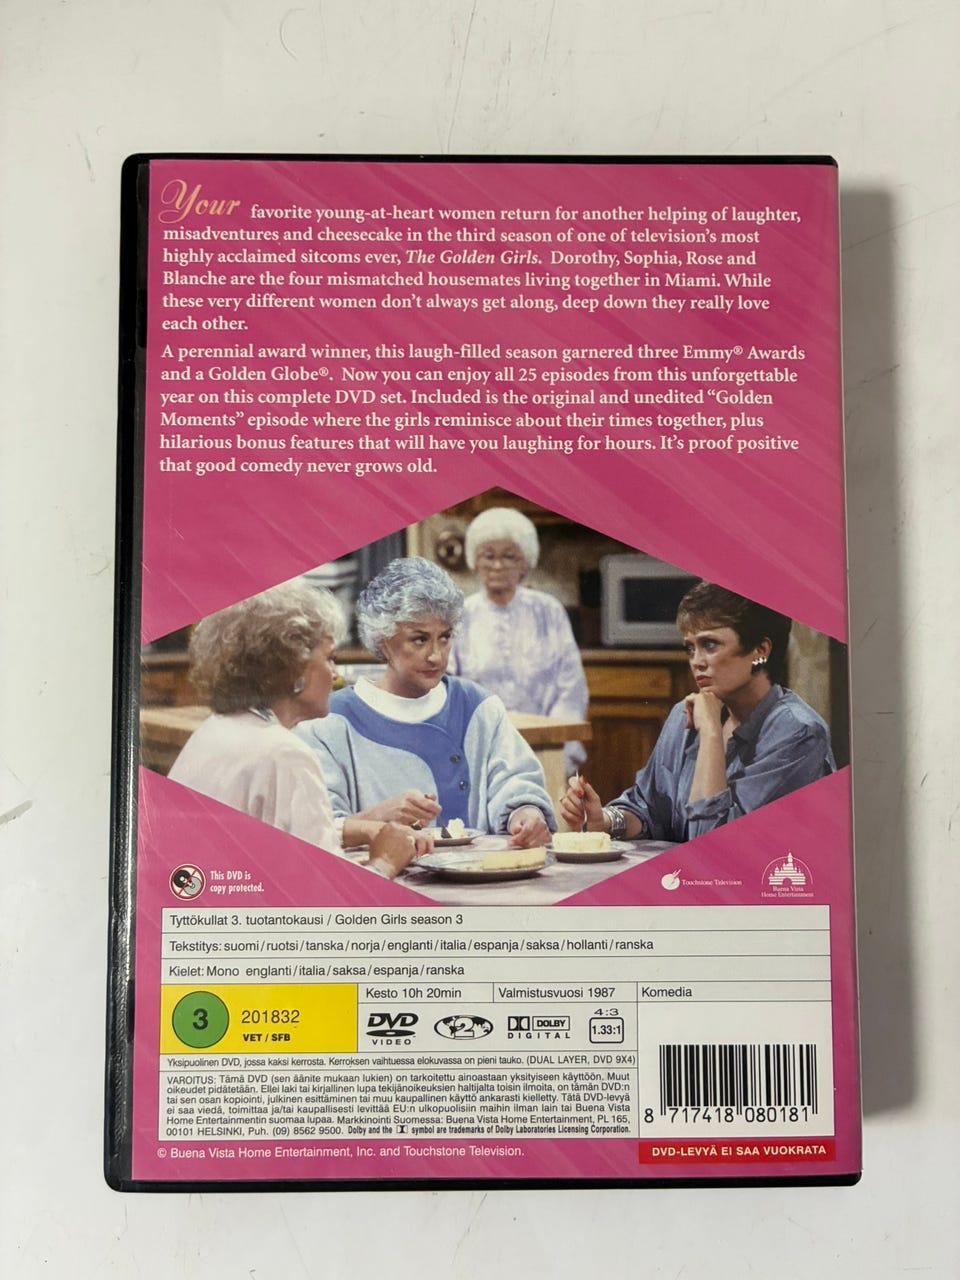 Your favorite young-at-heart women return for another helping of laughter,
misadventures and cheesecake in the third season of one of television's most
highly acclaimed sitcoms ever, The Golden Girls. Dorothy, Sophia, Rose and
Blanche are the four mismatched housemates living together in Miami. While
these very different women don't always get along, deep down they really love
each other.
A perennial award winner, this laugh-filled season garnered three Emmy® Awards
and a Golden Globe®. Now you can enjoy all 25 episodes from this unforgettable
year on this complete DVD set. Included is the original and unedited "Golden
Moments" episode where the girls reminisce about their times together, plus
hilarious bonus features that will have you laughing for hours. It's proof positive
that good comedy never grows old.
This DVD is
copy protected.
Touchstone Television
Buena Vista
Home Entertainment
Tyttökullat 3. tuotantokausi / Golden Girls season 3
Tekstitys: suomi/ruotsi/tanska/norja/englanti/italia/espanja/saksa/hollanti/ranska
Kielet: Mono englanti/italia/saksa/espanja/ranska
3
201832
VET / SFB
Kesto 10h 20min
Valmistusvuosi 1987
Komedia
DVD
VIDEO
2
DOLBY
DIGITAL
4:3
1.33:1
Yksipuolinen DVD, jossa kaksi kerrosta. Kerroksen vaihtuessa elokuvassa on pieni tauko. (DUAL LAYER, DVD 9X4)
VAROITUS: Tämä DVD (sen äänite mukaan lukien) on tarkoitettu ainoastaan yksityiseen käyttöön. Muut
oikeudet pidätetään. Ellei laki tai kirjallinen lupa tekijänoikeuksien haltijalta toisin ilmoita, on tämän DVD:n
tai sen osan kopiointi, julkinen esittäminen tai muu kaupallinen käyttö ankarasti kielletty. Tätä DVD-levyä
ei saa viedä, toimittaa ja/tai kaupallisesti levittää EU:n ulkopuolisiin maihin ilman lain tai Buena Vista
Home Entertainmentin suomaa lupaa. Markkinointi Suomessa: Buena Vista Home Entertainment, PL 165,
00101 HELSINKI, Puh. (09) 8562 9500. Dolby and the symbol are trademarks of Dolby Laboratories Licensing Corporation.
8 717418 080181
© Buena Vista Home Entertainment, Inc. and Touchstone Television.
DVD-LEVYÄ EI SAA VUOKRATA